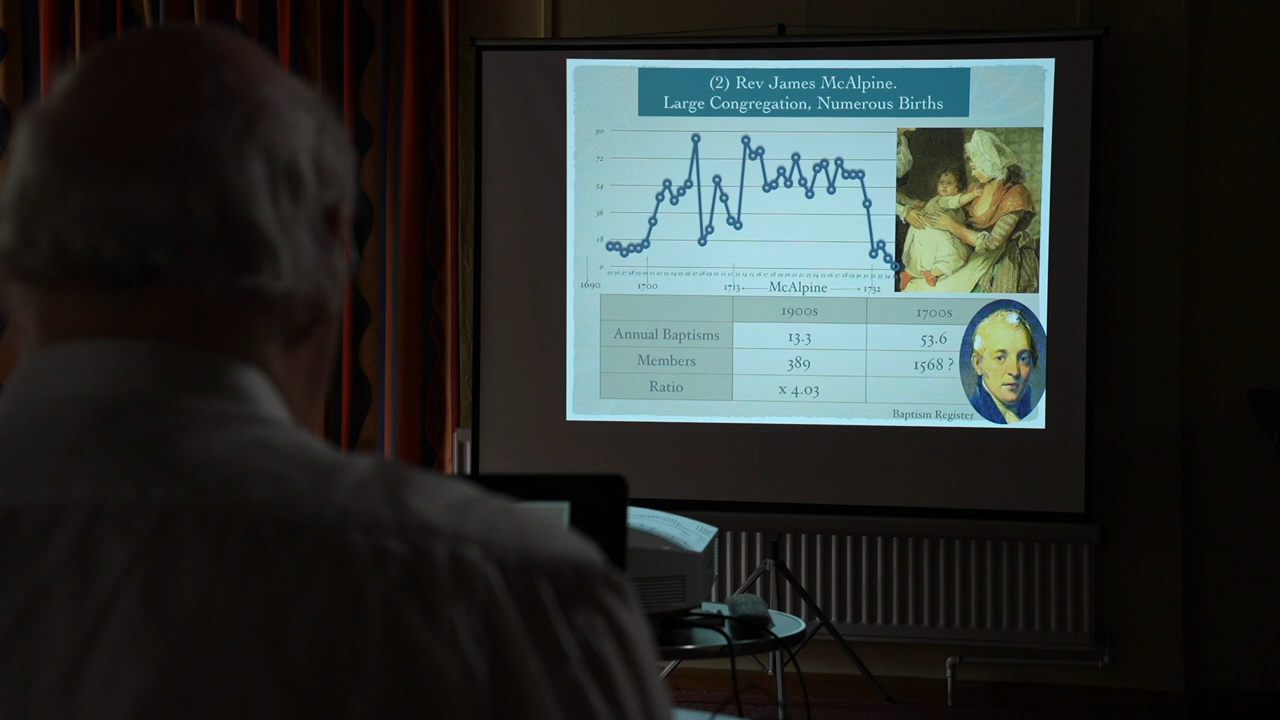 (2) Rev James McAlpine.
Large Congregation, Numerous Births
90
72
54
36
18
0
1690 1700 1713 McAlpine 1732
1900s 1700s
Annual Baptisms 13.3 53.6
Members 389 1568 ?
Ratio x 4.03
Baptism Register